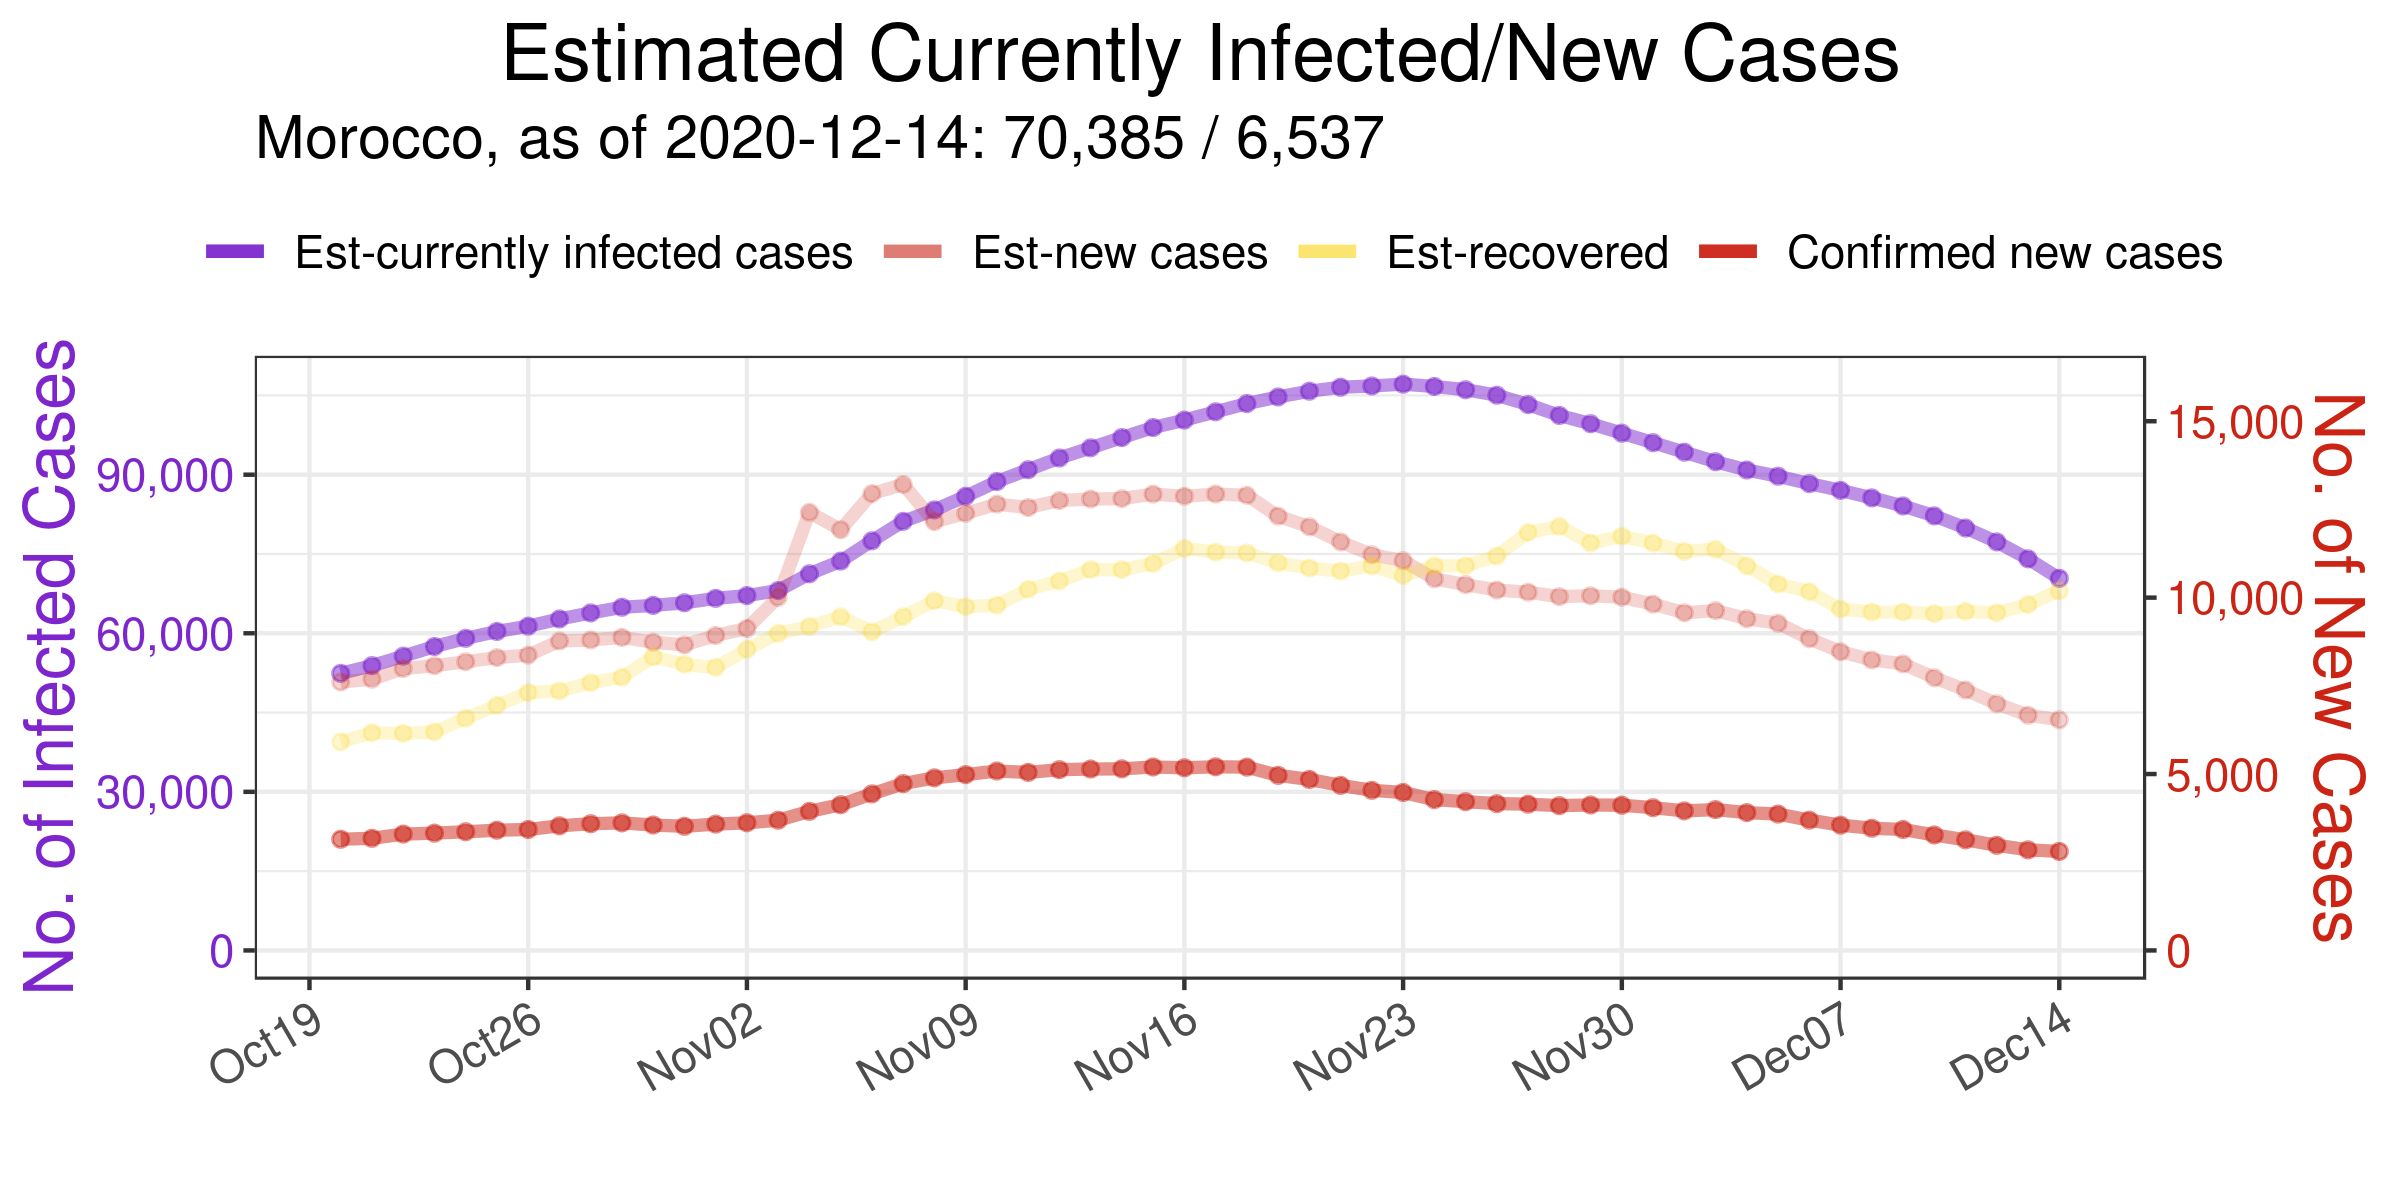 Estimated Currently Infected/New Cases
Morocco, as of 2020-12-14: 70,385 / 6,537
Est-currently infected cases Est-new cases Est-recovered Confirmed new cases
No. of Infected Cases
90,000
60,000
30,000
0
15,000
10,000
5,000
0
No. of New Cases
Oct19 Oct26 Nov02 Nov09 Nov16 Nov23 Nov30 Dec07 Dec14